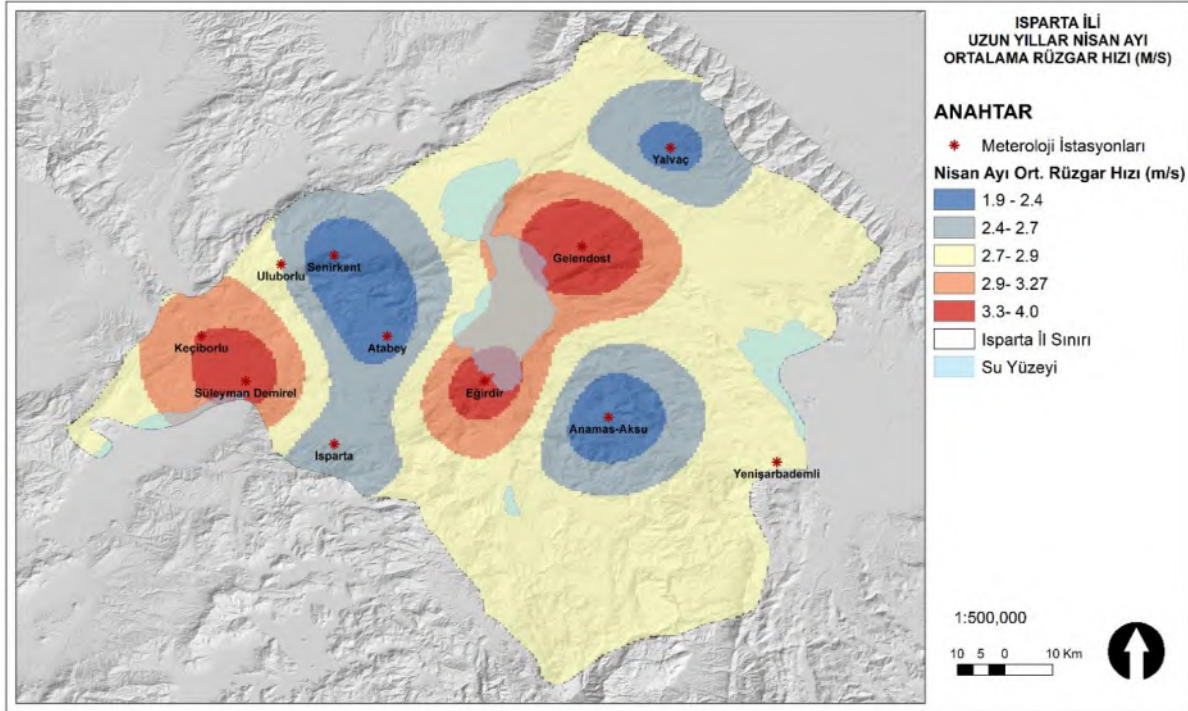 ISPARTA İLİ
UZUN YILLAR NİSAN AYI
ORTALAMA RÜZGAR HIZI (M/S)
ANAHTAR
Meteroloji İstasyonları
Nisan Ayı Ort. Rüzgar Hızı (m/s)
1.9 - 2.4
2.4- 2.7
2.7- 2.9
2.9- 3.27
3.3- 4.0
Isparta İl Sınırı
Su Yüzeyi
1:500,000
10 5 0 10 Km
Yalvaç
Gelendost
Senirkent
Uluborlu
Keçiborlu
Atabey
Süleyman Demirel
Eğirdir
Anamas-Aksu
Isparta
Yenişarbademli